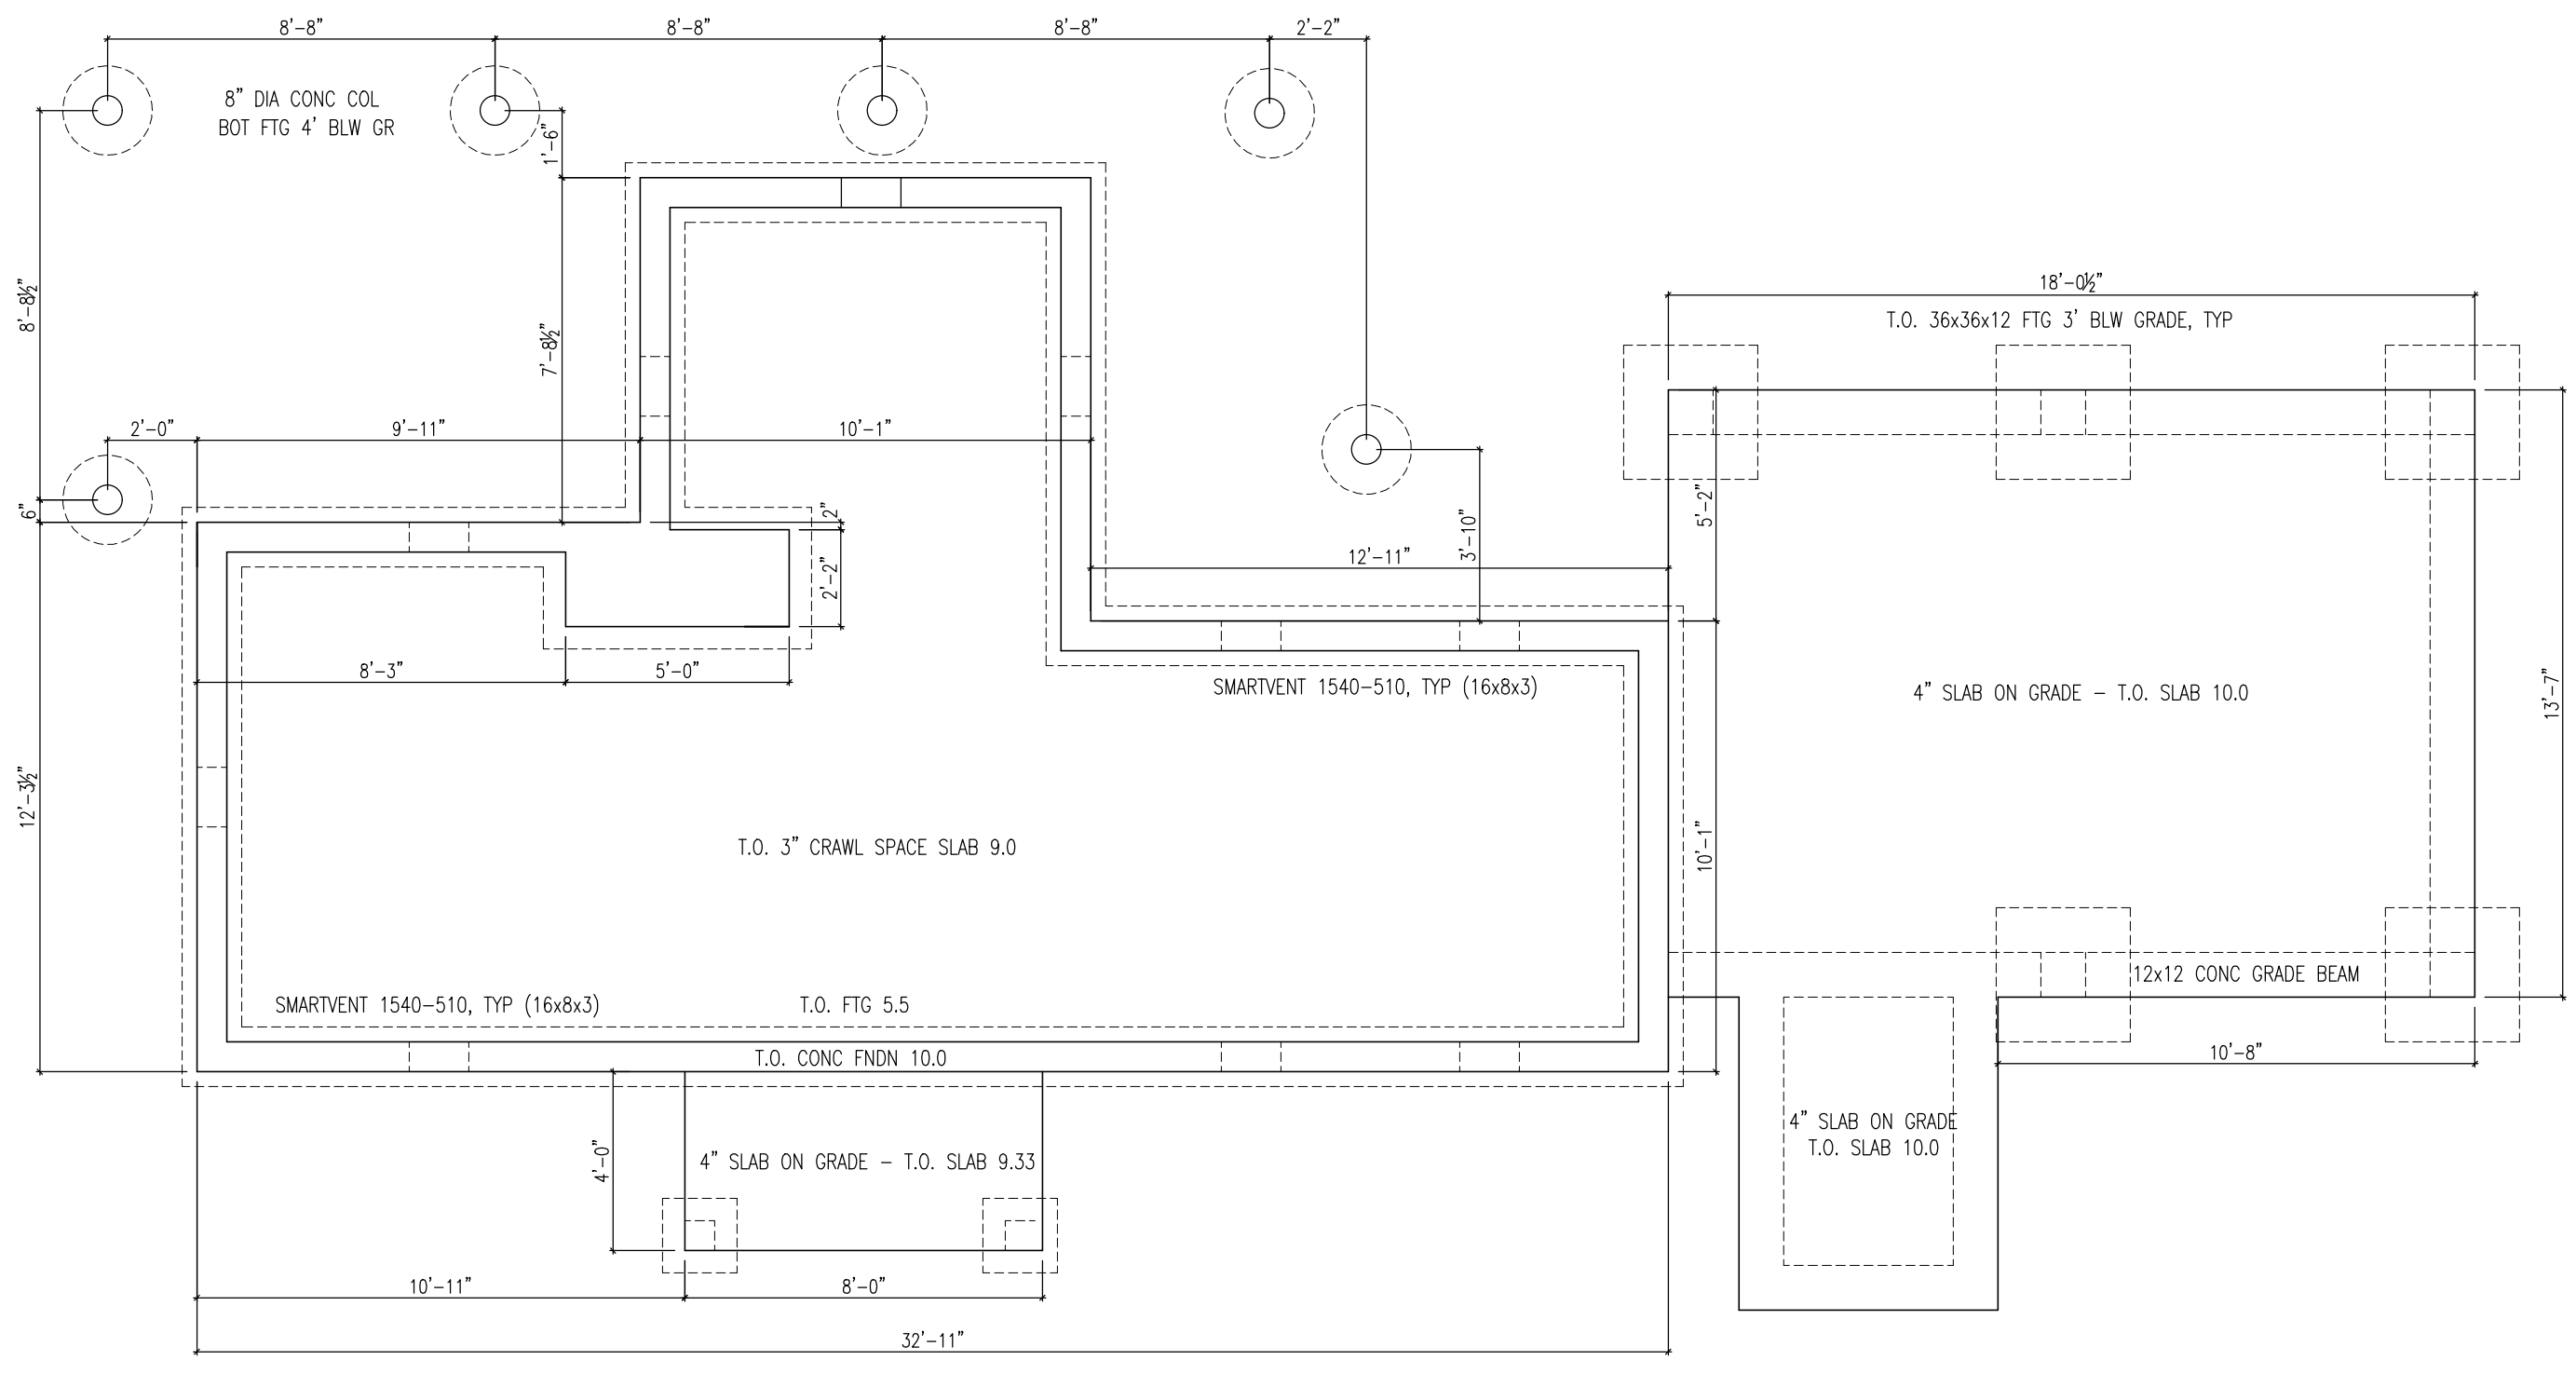 8'-8"
8'-8"
8'-8"
2'-2"
8" DIA CONC COL
BOT FTG 4' BLW GR
1'-6"
18'-0½"
T.O. 36x36x12 FTG 3' BLW GRADE, TYP
8'-8½"
7'-8½"
2'-0"
9'-11"
10'-1"
6"
2"
5'-2"
3'-10"
12'-11"
2'-2"
8'-3"
5'-0"
SMARTVENT 1540-510, TYP (16x8x3)
4" SLAB ON GRADE - T.O. SLAB 10.0
13'-7"
12'-3½"
T.O. 3" CRAWL SPACE SLAB 9.0
10'-1"
12x12 CONC GRADE BEAM
SMARTVENT 1540-510, TYP (16x8x3)
T.O. FTG 5.5
T.O. CONC FNDN 10.0
10'-8"
4" SLAB ON GRADE
T.O. SLAB 10.0
4'-0"
4" SLAB ON GRADE - T.O. SLAB 9.33
10'-11"
8'-0"
32'-11"